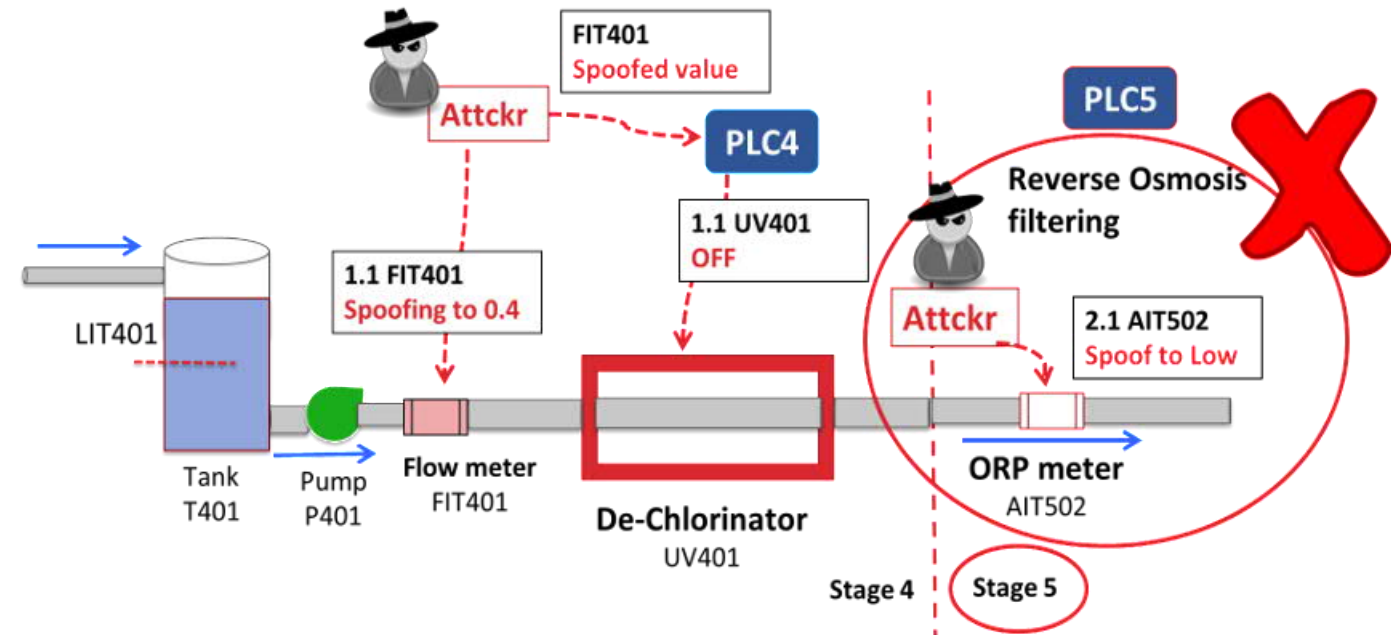 FIT401
Spoofed value
Attckr
PLC4
PLC5
Reverse Osmosis
filtering
1.1 UV401
OFF
1.1 FIT401
Spoofing to 0.4
Attckr
2.1 AIT502
Spoof to Low
LIT401
Tank
T401
Pump
P401
Flow meter
FIT401
De-Chlorinator
UV401
ORP meter
AIT502
Stage 4
Stage 5